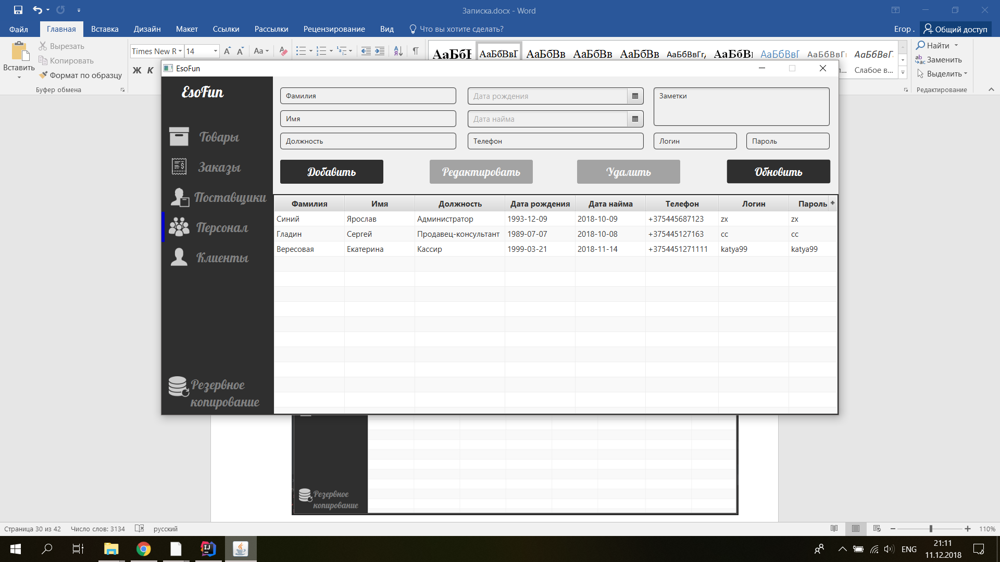 Записка.docx - Word
Файл
Главная
Вставка
Дизайн
Макет
Ссылки
Рассылки
Рецензирование
Вид
Что вы хотите сделать?
Егор .
Общий доступ
Вставить
Вырезать
Копировать
Формат по образцу
Буфер обмена
Times New R
14
Aa
Ж К
АаБбІ
АаБбВвГ
АаБбВв
АаБбВв
АаБбВв
АаБбВвГг,
АаБбВ
АаБбВвГ
АаБбВвГ
АаБбВвГ
Слабое в...
Найти
Заменить
Выделить
Редактирование
EsoFun
EsoFun
Товары
Заказы
Поставщики
Персонал
Клиенты
Резервное
копирование
Фамилия
Дата рождения
Заметки
Имя
Дата найма
Должность
Телефон
Логин
Пароль
Добавить
Редактировать
Удалить
Обновить
Фамилия Имя Должность Дата рождения Дата найма Телефон Логин Пароль +
Синий Ярослав Администратор 1993-12-09 2018-10-09 +375445687123 zx zx
Гладин Сергей Продавец-консультант 1989-07-07 2018-10-08 +375445127163 cc cc
Вересовая Екатерина Кассир 1999-03-21 2018-11-14 +3754451271111 katya99 katya99
Резервное
копирование
Страница 30 из 42
Число слов: 3134
русский
110%
ENG
21:11
11.12.2018